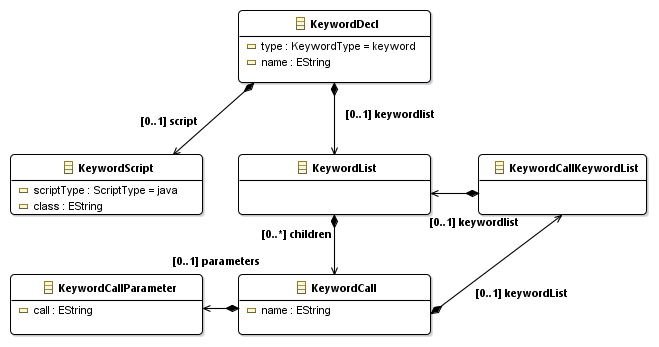 KeywordDecl
type : KeywordType = keyword
name : EString
[0..1] script
[0..1] keywordlist
KeywordScript
scriptType : ScriptType = java
class : EString
KeywordList
KeywordCallKeywordList
[0..1] keywordlist
[0..*] children
[0..1] parameters
[0..1] keywordList
KeywordCallParameter
call : EString
KeywordCall
name : EString